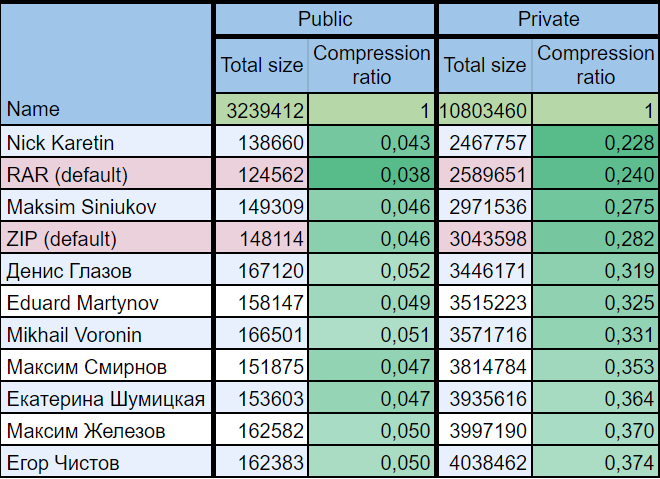 Public Private
Total size Compression ratio Total size Compression ratio
Name 3239412 1 10803460 1
Nick Karetin 138660 0,043 2467757 0,228
RAR (default) 124562 0,038 2589651 0,240
Maksim Siniukov 149309 0,046 2971536 0,275
ZIP (default) 148114 0,046 3043598 0,282
Денис Глазов 167120 0,052 3446171 0,319
Eduard Martynov 158147 0,049 3515223 0,325
Mikhail Voronin 166501 0,051 3571716 0,331
Максим Смирнов 151875 0,047 3814784 0,353
Екатерина Шумицкая 153603 0,047 3935616 0,364
Максим Железов 162582 0,050 3997190 0,370
Егор Чистов 162383 0,050 4038462 0,374